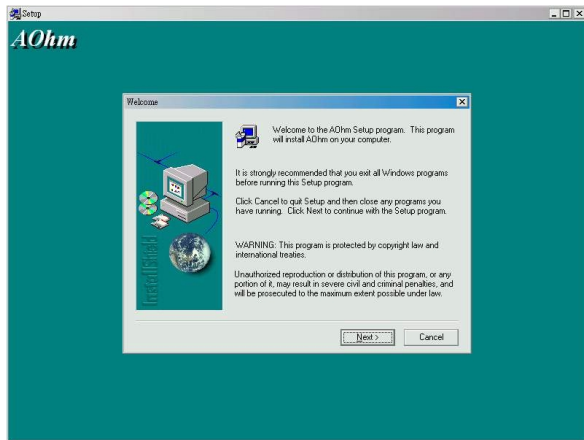 Setup
AOhm
Welcome
Welcome to the AOhm Setup program. This program
will install AOhm on your computer.
It is strongly recommended that you exit all Windows programs
before running this Setup program.
Click Cancel to quit Setup and then close any programs you
have running. Click Next to continue with the Setup program.
WARNING: This program is protected by copyright law and
international treaties.
Unauthorized reproduction or distribution of this program, or any
portion of it, may result in severe civil and criminal penalties, and
will be prosecuted to the maximum extent possible under law.
InstallShield
Next >
Cancel